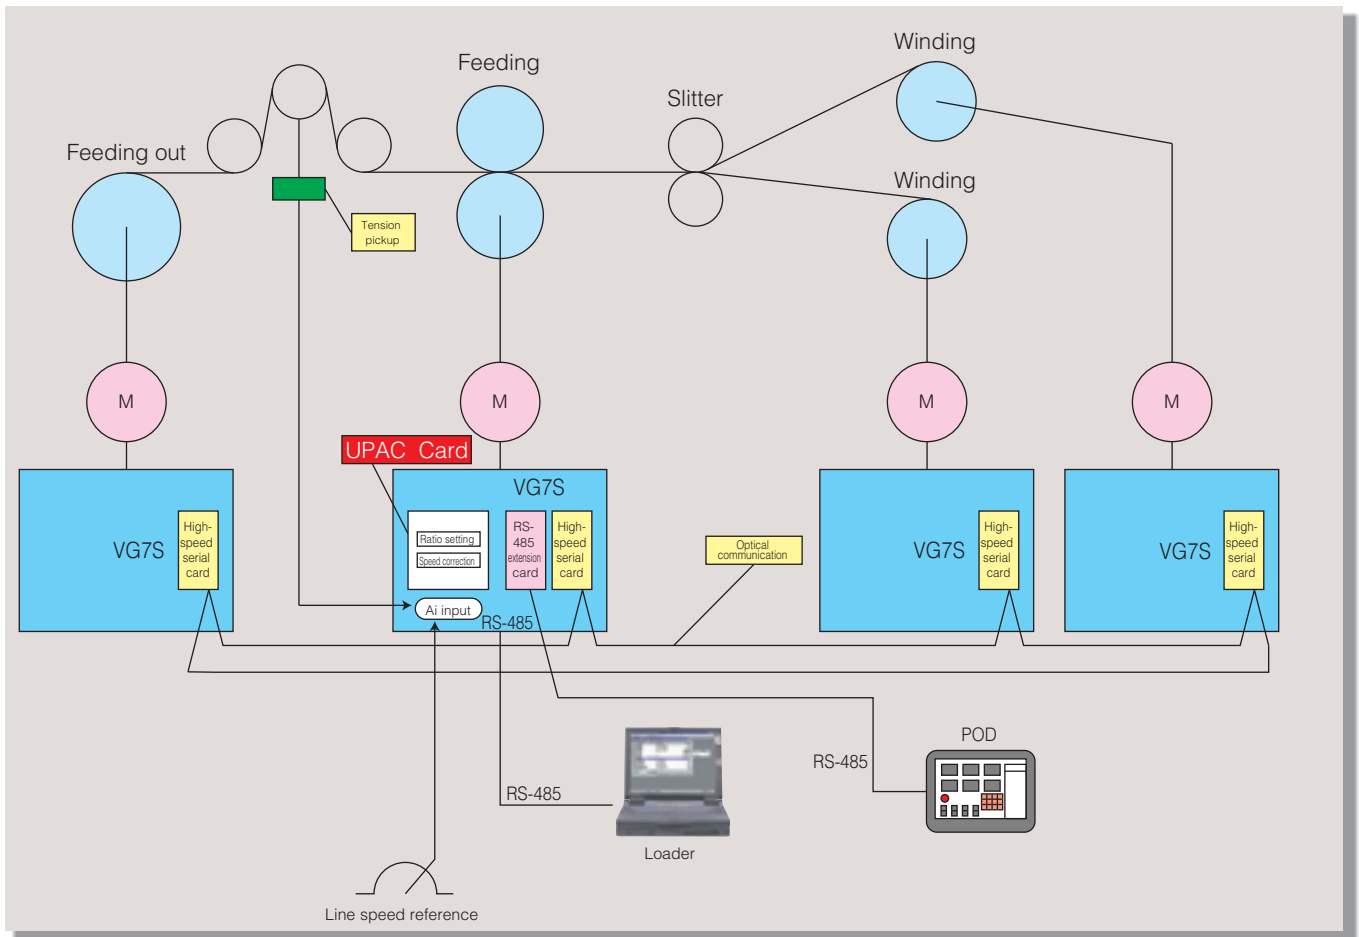 Winding
Feeding
Slitter
Feeding out
Winding
Tension
pickup
M
M
M
M
UPAC Card
VG7S
VG7S
High-
speed
serial
card
Ratio setting
Speed correction
RS-
485
extension
card
High-
speed
serial
card
Ai input
RS-485
Optical
communication
VG7S
High-
speed
serial
card
VG7S
High-
speed
serial
card
POD
RS-485
RS-485
Loader
Line speed reference